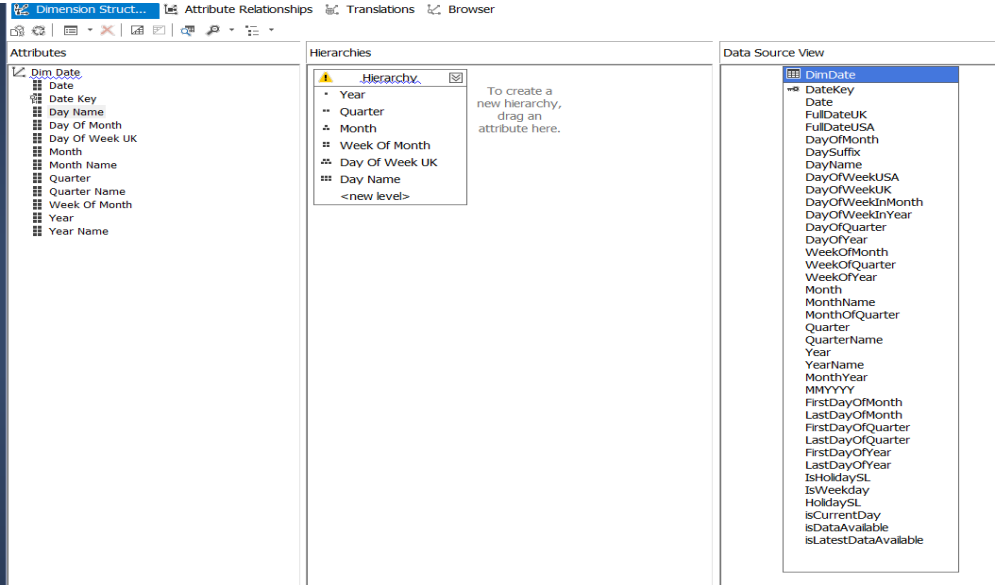 Dimension Struct... Attribute Relationships Translations Browser
Attributes
Dim Date
Date
Date Key
Day Name
Day Of Month
Day Of Week UK
Month
Month Name
Quarter
Quarter Name
Week Of Month
Year
Year Name
Hierarchies
Hierarchy
Year
Quarter
Month
Week Of Month
Day Of Week UK
Day Name
<new level>
To create a
new hierarchy,
drag an
attribute here.
Data Source View
DimDate
DateKey
Date
FullDateUK
FullDateUSA
DayOfMonth
DaySuffix
DayName
DayOfWeekUSA
DayOfWeekUK
DayOfWeekInMonth
DayOfWeekInYear
DayOfQuarter
DayOfYear
WeekOfMonth
WeekOfQuarter
WeekOfYear
Month
MonthName
MonthOfQuarter
Quarter
QuarterName
Year
YearName
MonthYear
MMYYYY
FirstDayOfMonth
LastDayOfMonth
FirstDayOfQuarter
LastDayOfQuarter
FirstDayOfYear
LastDayOfYear
IsHolidaySL
IsWeekday
HolidaySL
isCurrentDay
isDataAvailable
isLatestDataAvailable